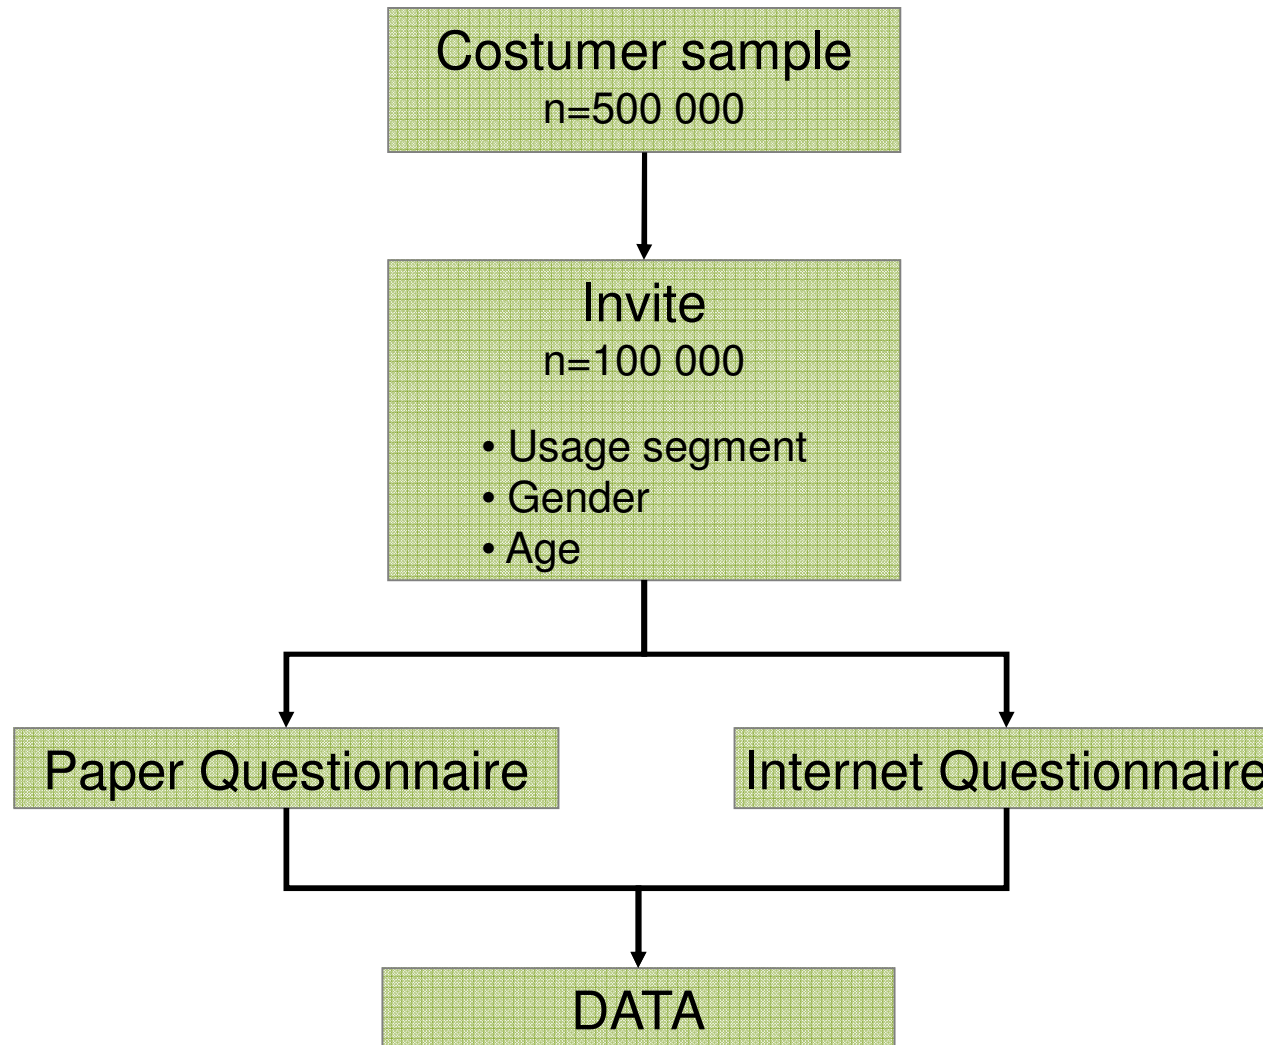 Costumer sample
n=500 000
Invite
n=100 000
• Usage segment
• Gender
• Age
Paper Questionnaire
Internet Questionnaire
DATA